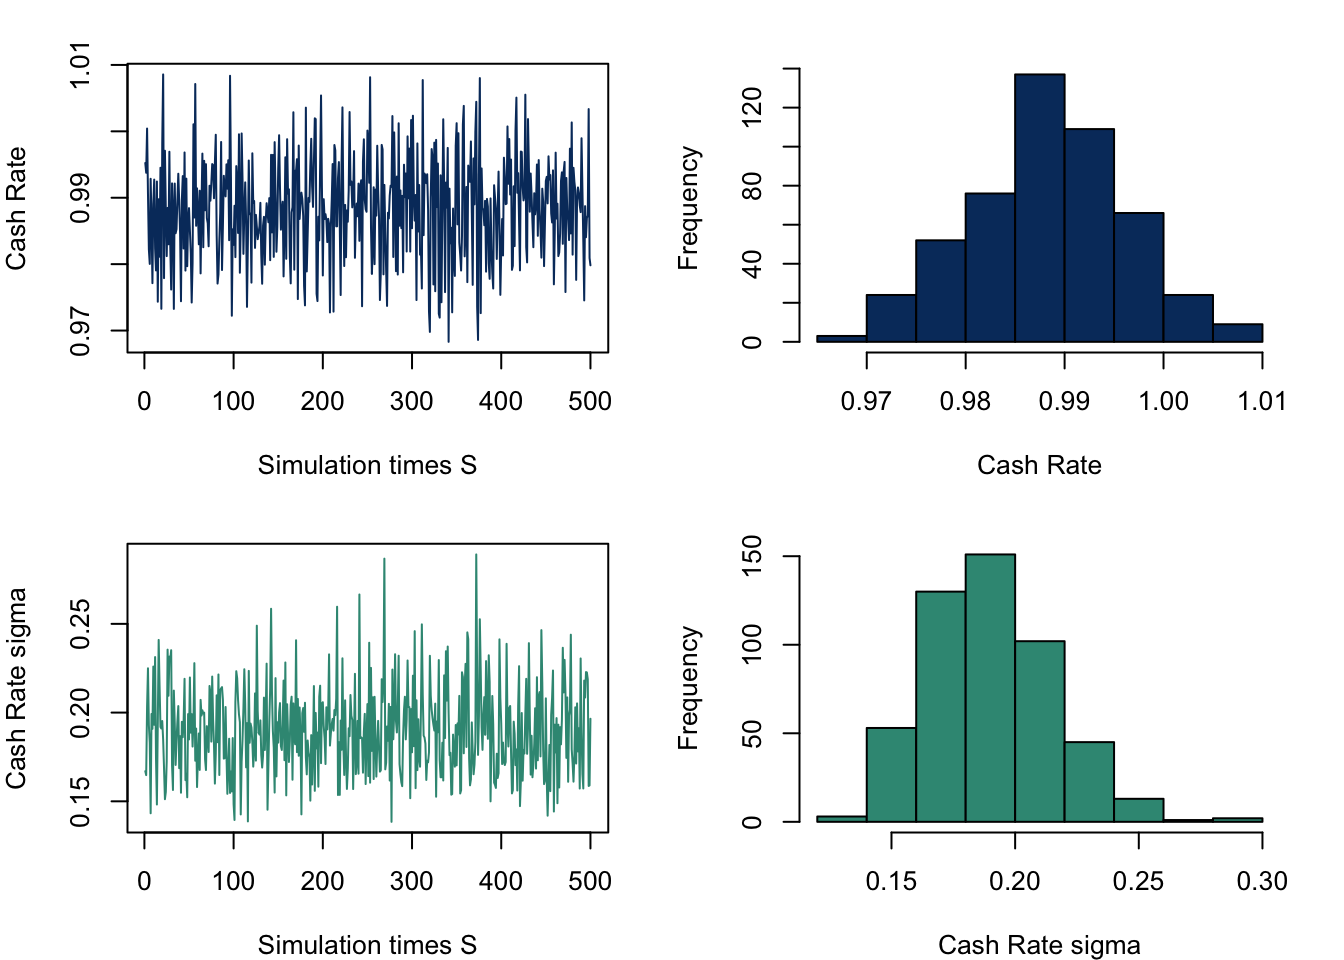 Cash Rate
0.97 0.99 1.01
0 100 200 300 400 500
Simulation times S
Frequency
0 40 80 120
0.97 0.98 0.99 1.00 1.01
Cash Rate
Cash Rate sigma
0.15 0.20 0.25
0 100 200 300 400 500
Simulation times S
Frequency
0 50 100 150
0.15 0.20 0.25 0.30
Cash Rate sigma